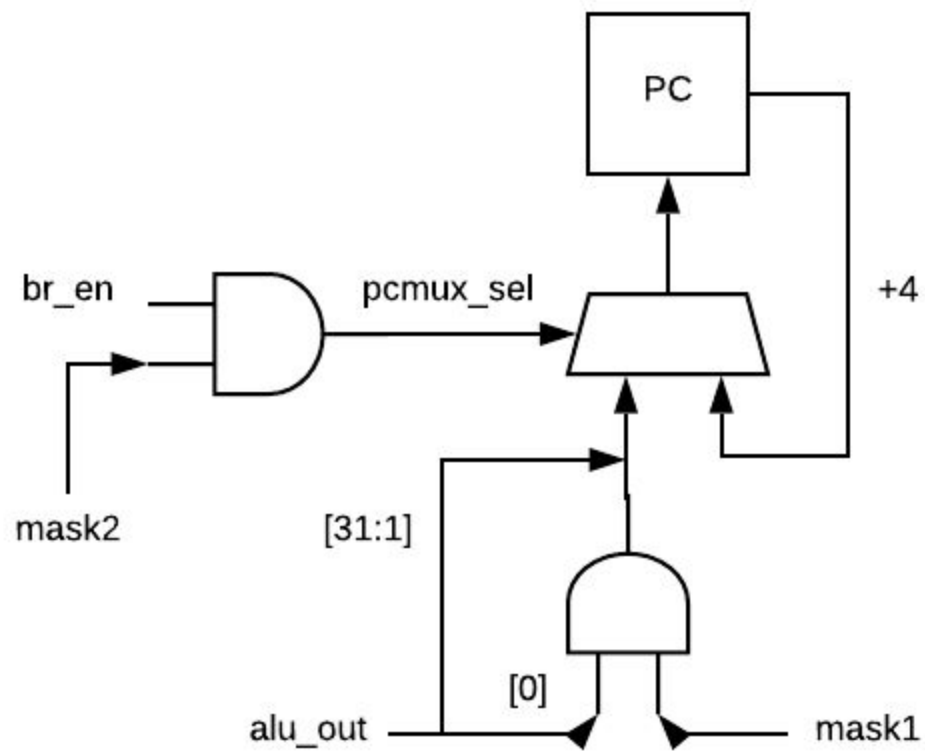 PC
br_en
pcmux_sel
+4
mask2
[31:1]
[0]
alu_out
mask1